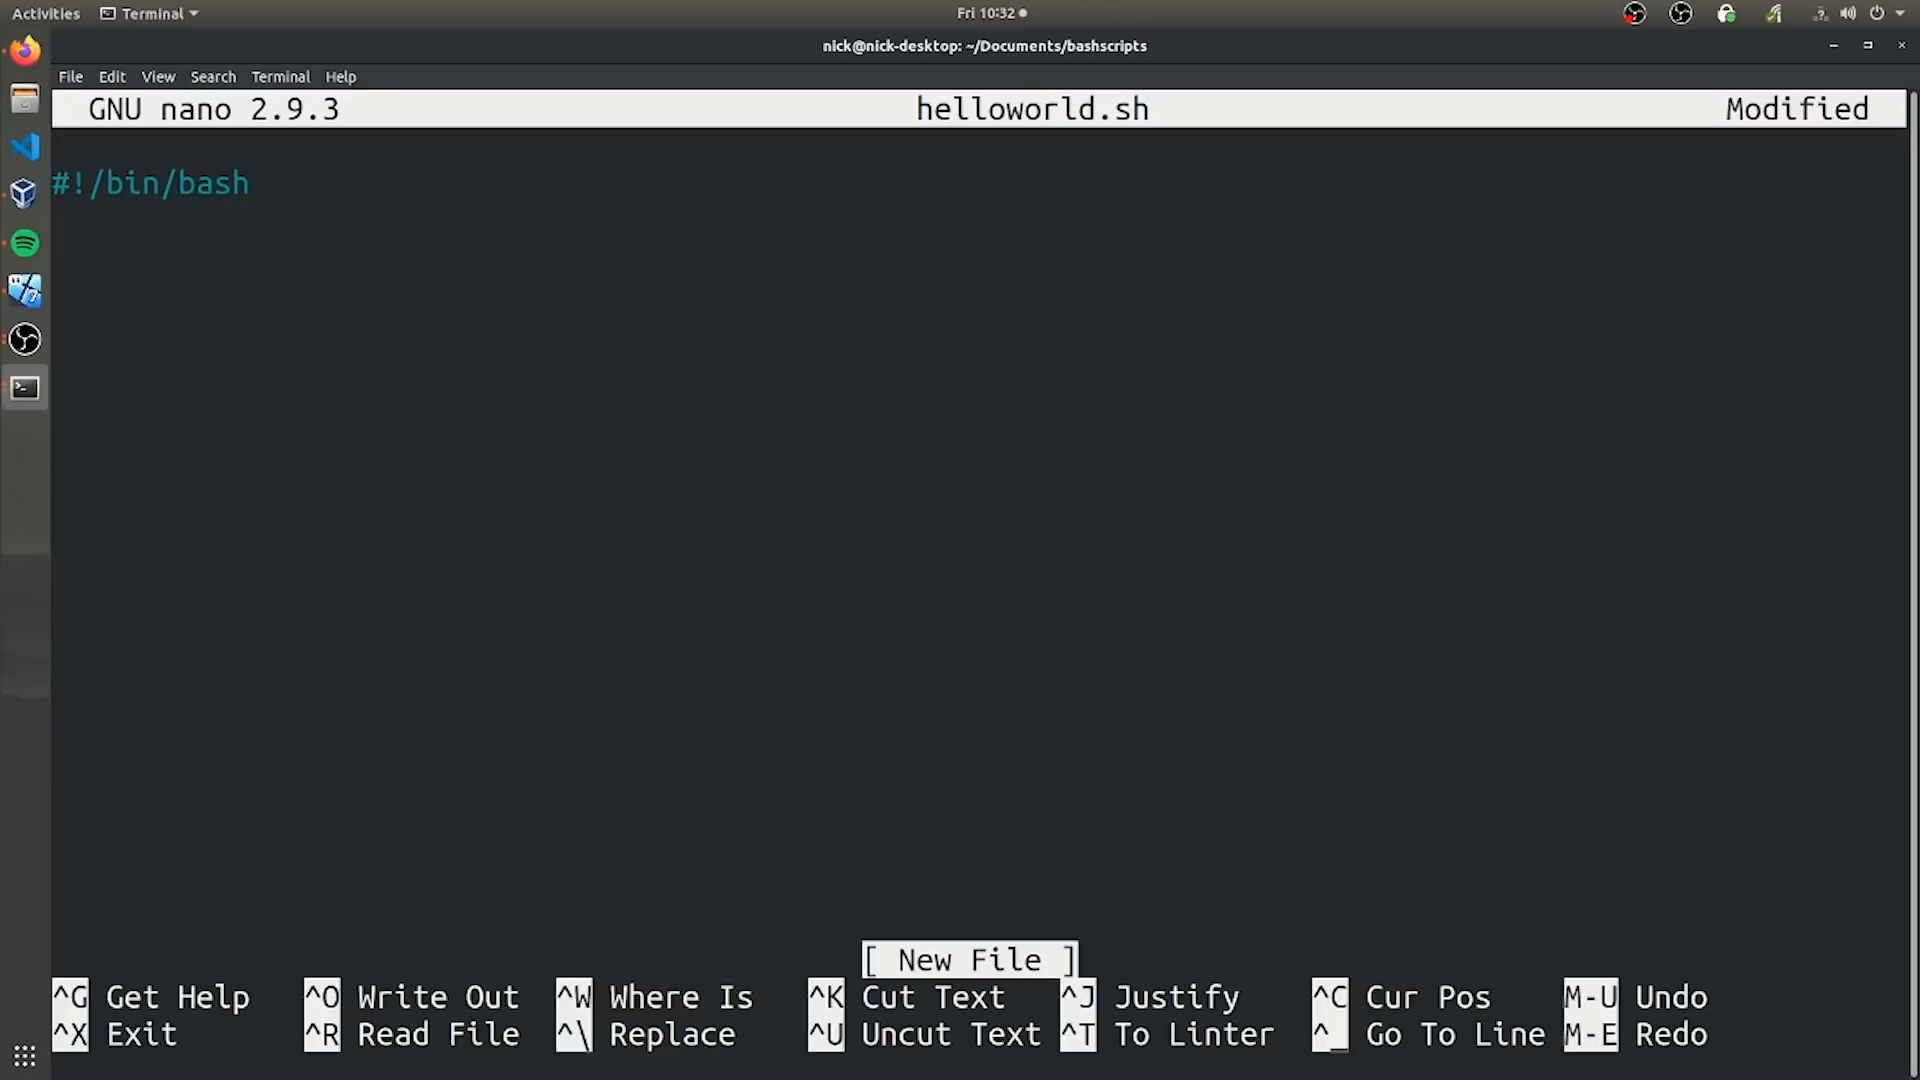 Activities Terminal Fri 10:32
nick@nick-desktop: ~/Documents/bashscripts
File Edit View Search Terminal Help
GNU nano 2.9.3 helloworld.sh Modified
#!/bin/bash
[ New File ]
^G Get Help ^O Write Out ^W Where Is ^K Cut Text ^J Justify ^C Cur Pos M-U Undo
^X Exit ^R Read File ^\ Replace ^U Uncut Text ^T To Linter ^_ Go To Line M-E Redo